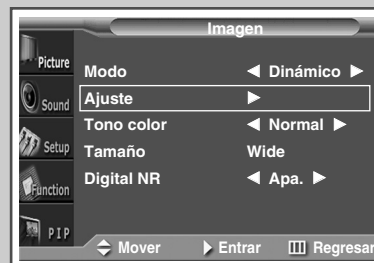 Imagen
Picture
Sound
Setup
Function
PIP
Modo ◀ Dinámico ▶
Ajuste ▶
Tono color ◀ Normal ▶
Tamaño Wide
Digital NR ◀ Apa. ▶
Mover Entrar Regresar